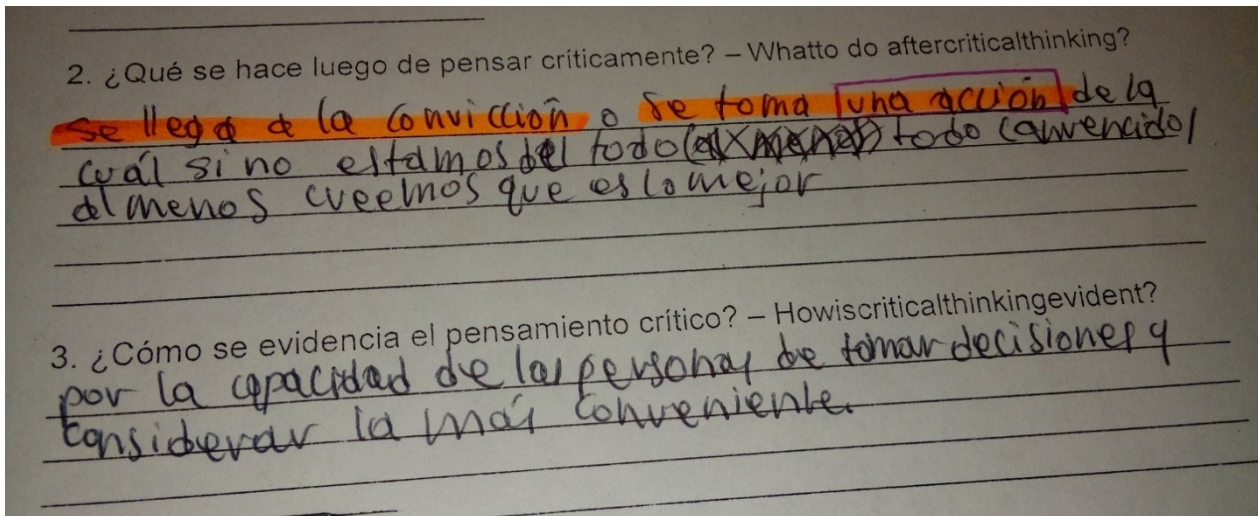 2. ¿Qué se hace luego de pensar críticamente? – Whatto do aftercriticalthinking?
se llega a la convicción o se toma una acción de la
cuál si no estamos del todo todo convencidos
al menos creemos que es lo mejor
3. ¿Cómo se evidencia el pensamiento crítico? – Howiscriticalthinkingevident?
por la capacidad de las personas de tomar decisiones y
considerar la más conveniente.